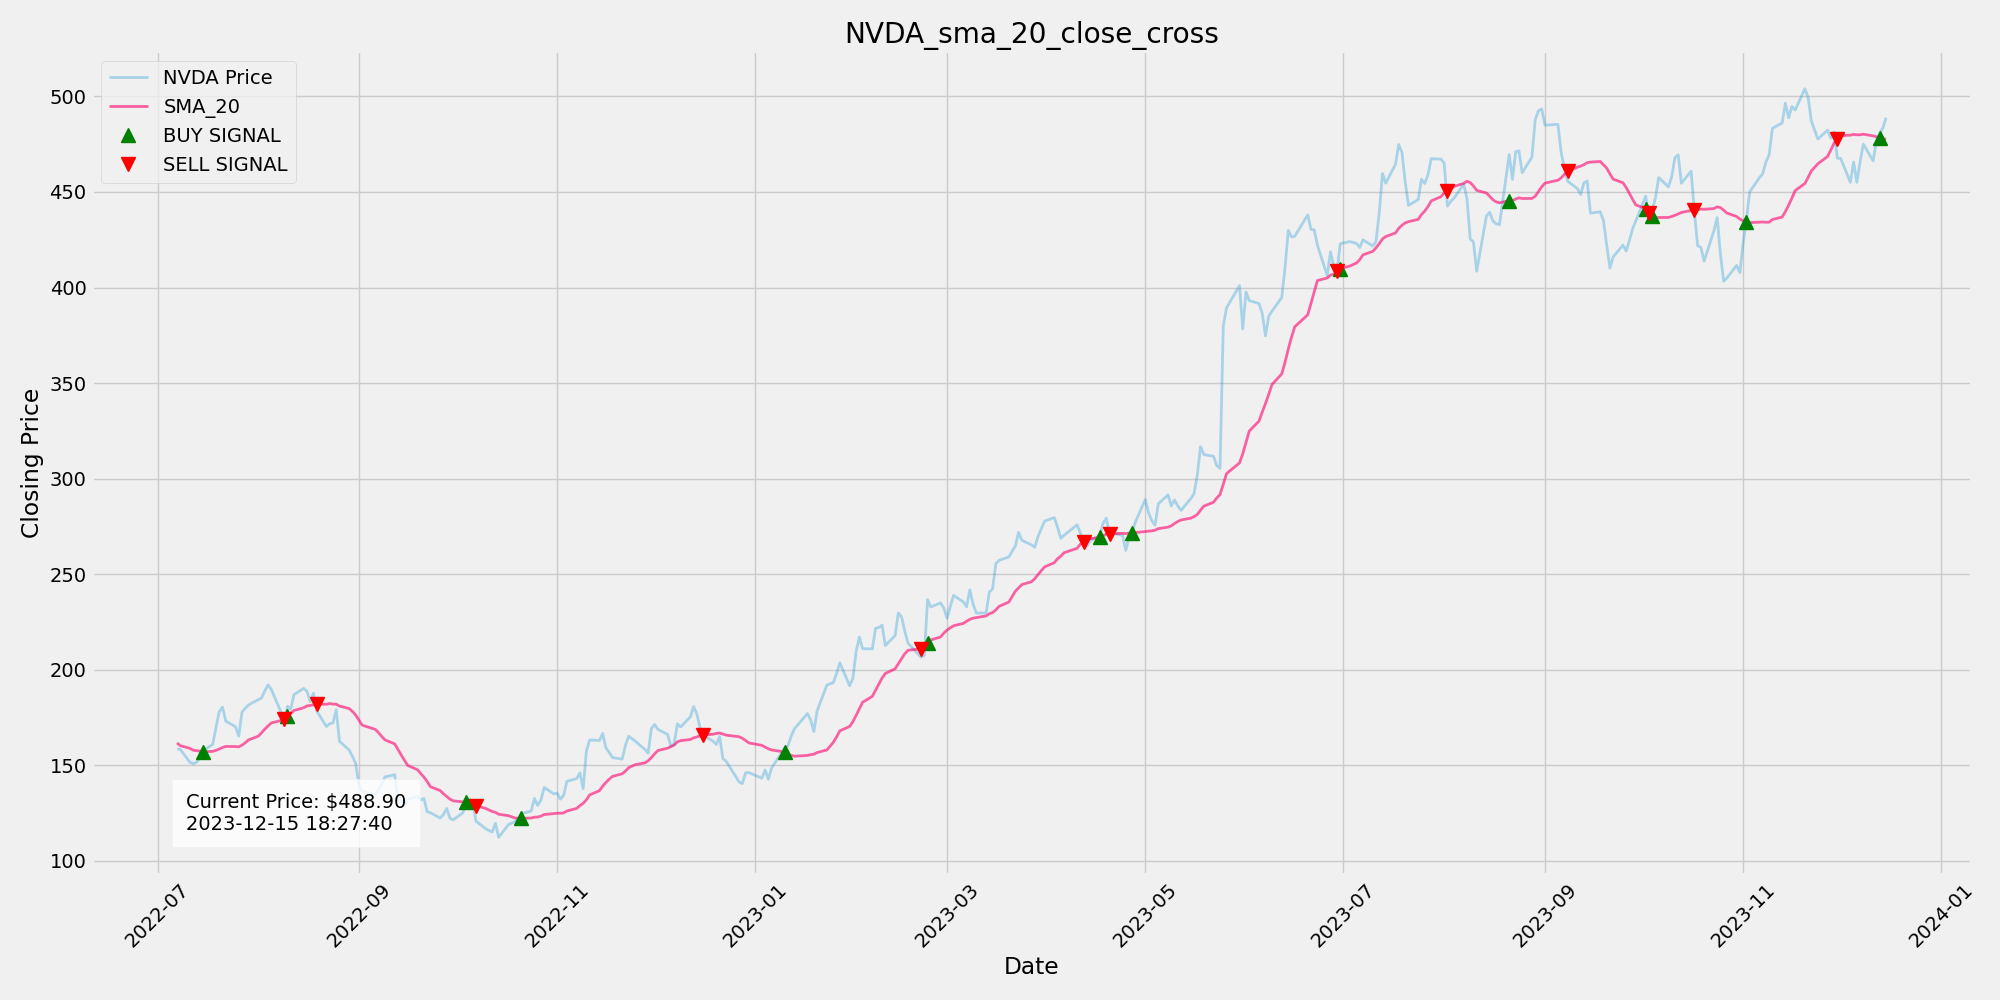 NVDA_sma_20_close_cross
NVDA Price
SMA_20
BUY SIGNAL
SELL SIGNAL
Closing Price
500
450
400
350
300
250
200
150
100
Current Price: $488.90
2023-12-15 18:27:40
2022-07
2022-09
2022-11
2023-01
2023-03
2023-05
2023-07
2023-09
2023-11
2024-01
Date